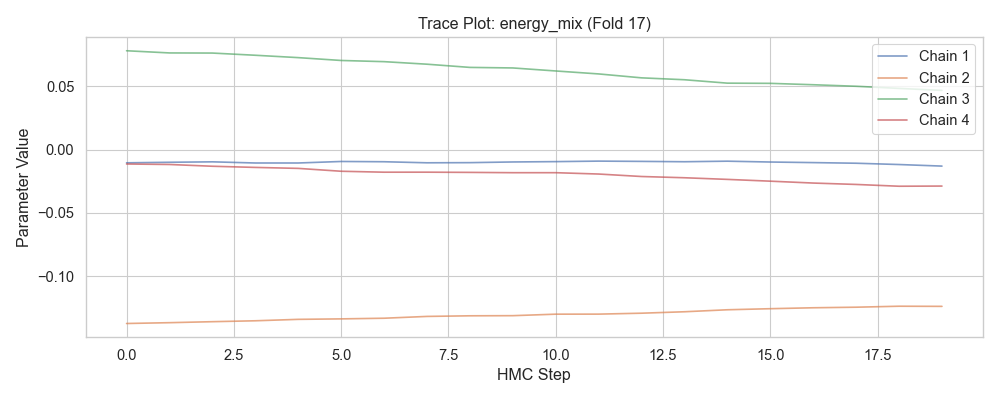 Trace Plot: energy_mix (Fold 17)
Chain 1
Chain 2
Chain 3
Chain 4
Parameter Value
0.05
0.00
−0.05
−0.10
0.0 2.5 5.0 7.5 10.0 12.5 15.0 17.5
HMC Step